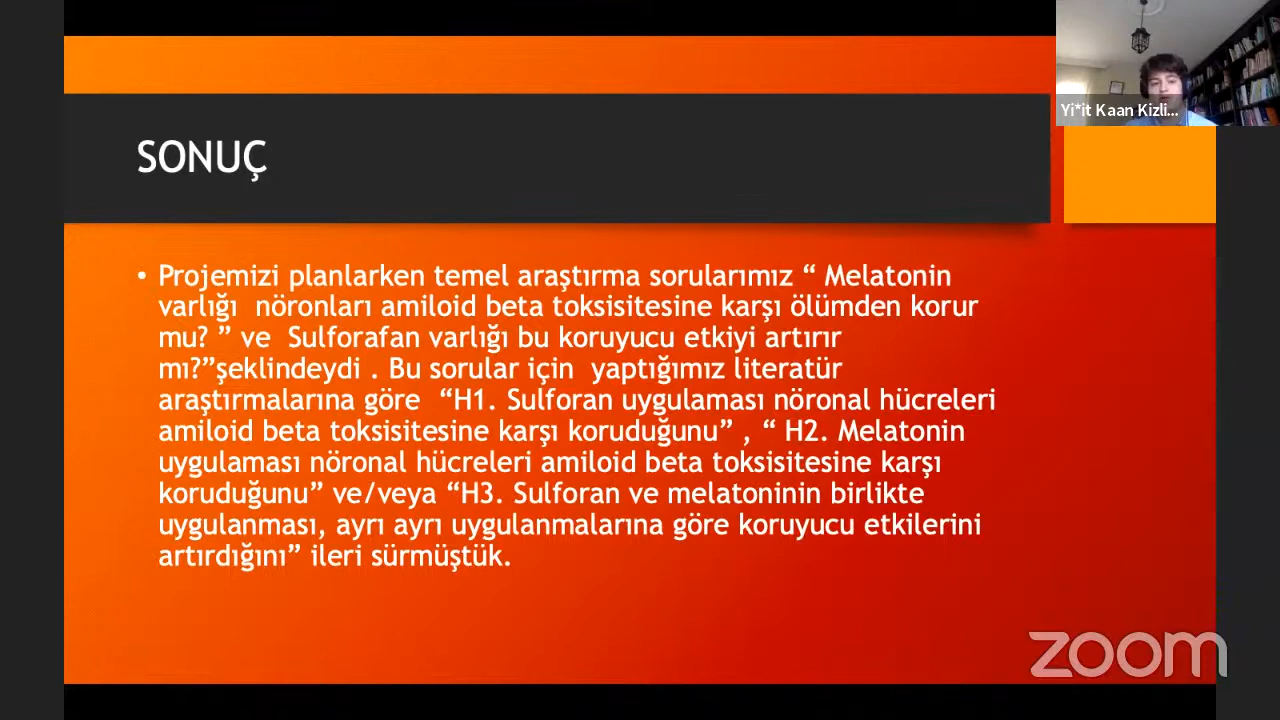 Yi*it Kaan Kizli...
SONUÇ
• Projemizi planlarken temel araştırma sorularımız “ Melatonin
varlığı  nöronları amiloid beta toksisitesine karşı ölümden korur
mu? ” ve  Sulforafan varlığı bu koruyucu etkiyi artırır
mı?”şeklindeydi . Bu sorular için  yaptığımız literatür
araştırmalarına göre  “H1. Sulforan uygulaması nöronal hücreleri
amiloid beta toksisitesine karşı koruduğunu” , “ H2. Melatonin
uygulaması nöronal hücreleri amiloid beta toksisitesine karşı
koruduğunu” ve/veya “H3. Sulforan ve melatoninin birlikte
uygulanması, ayrı ayrı uygulanmalarına göre koruyucu etkilerini
artırdığını” ileri sürmüştük.
zoom